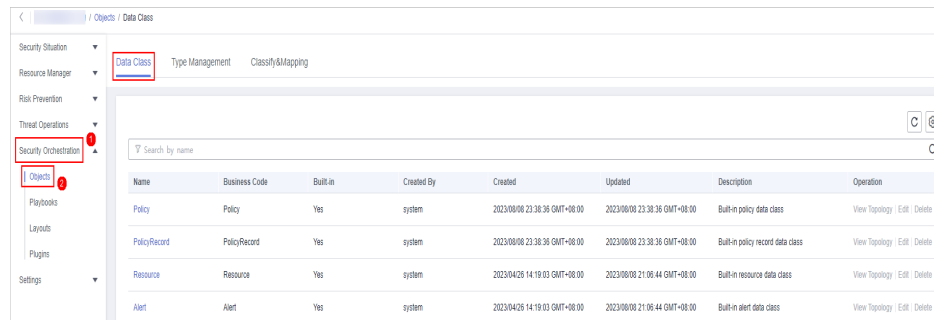 / Objects / Data Class
Security Situation
Resource Manager
Risk Prevention
Threat Operations
Security Orchestration
1
Objects
2
Playbooks
Layouts
Plugins
Settings
Data Class Type Management Classify&Mapping
Search by name
Name Business Code Built-in Created By Created Updated Description Operation
Policy Policy Yes system 2023/08/08 23:38:36 GMT+08:00 2023/08/08 23:38:36 GMT+08:00 Built-in policy data class View Topology | Edit | Delete
PolicyRecord PolicyRecord Yes system 2023/08/08 23:38:36 GMT+08:00 2023/08/08 23:38:36 GMT+08:00 Built-in policy record data class View Topology | Edit | Delete
Resource Resource Yes system 2023/04/26 14:19:03 GMT+08:00 2023/08/08 21:06:44 GMT+08:00 Built-in resource data class View Topology | Edit | Delete
Alert Alert Yes system 2023/04/26 14:19:03 GMT+08:00 2023/08/08 21:06:44 GMT+08:00 Built-in alert data class View Topology | Edit | Delete